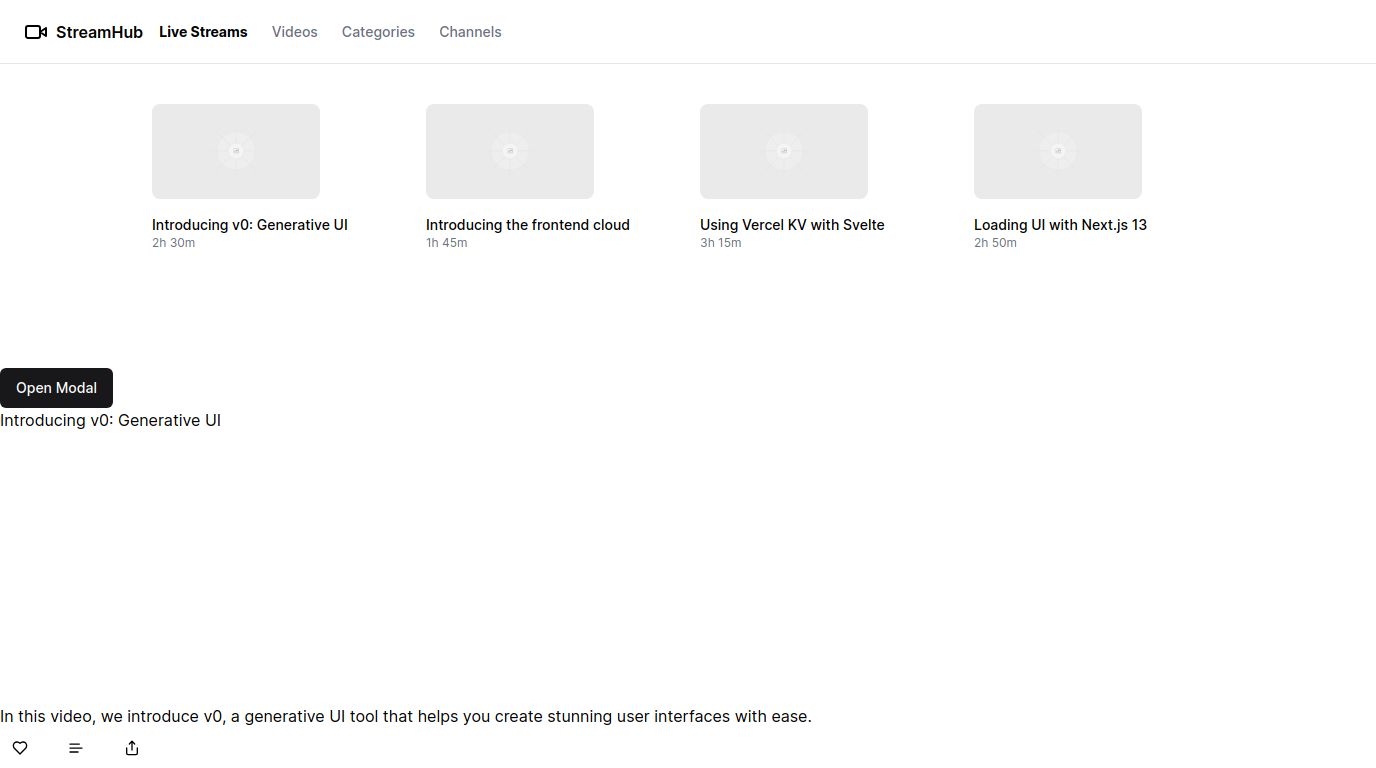 StreamHub Live Streams Videos Categories Channels
Introducing v0: Generative UI
2h 30m
Introducing the frontend cloud
1h 45m
Using Vercel KV with Svelte
3h 15m
Loading UI with Next.js 13
2h 50m
Open Modal
Introducing v0: Generative UI
In this video, we introduce v0, a generative UI tool that helps you create stunning user interfaces with ease.